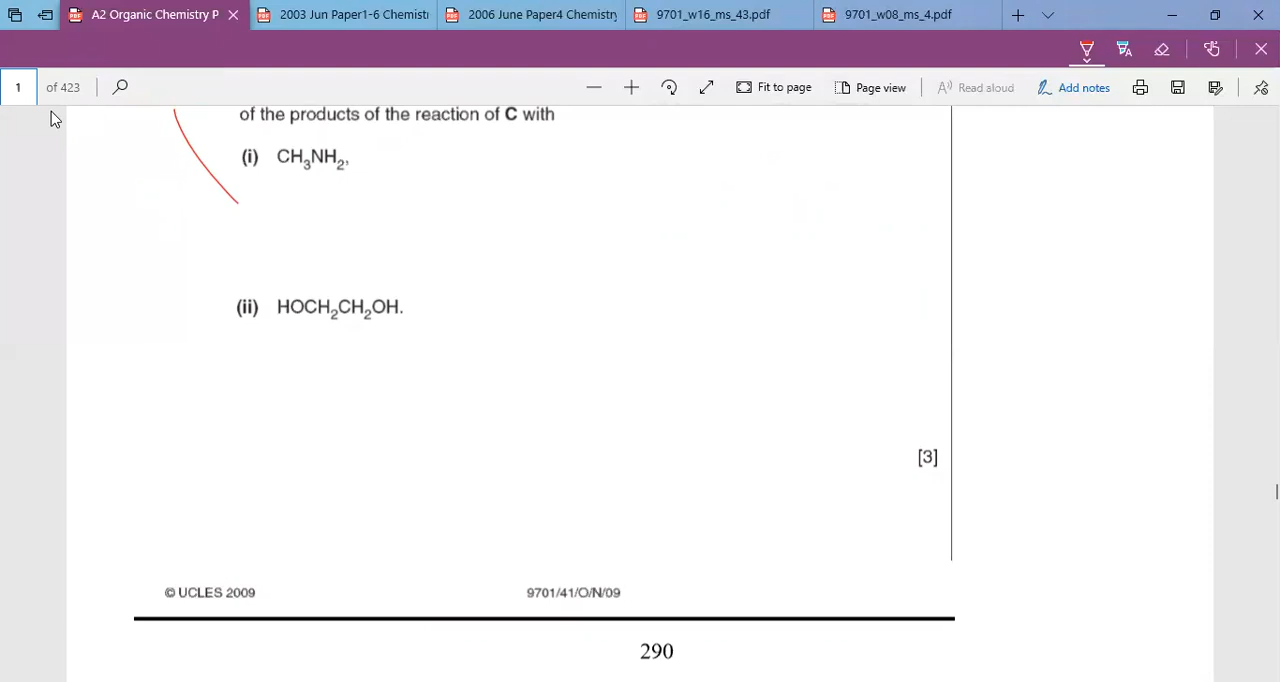 A2 Organic Chemistry P
2003 Jun Paper1-6 Chemistr
2006 June Paper4 Chemistry
9701_w16_ms_43.pdf
9701_w08_ms_4.pdf
1 of 423
Fit to page
Page view
Read aloud
Add notes
of the products of the reaction of C with
(i) CH₃NH₂,
(ii) HOCH₂CH₂OH.
[3]
© UCLES 2009
9701/41/O/N/09
290